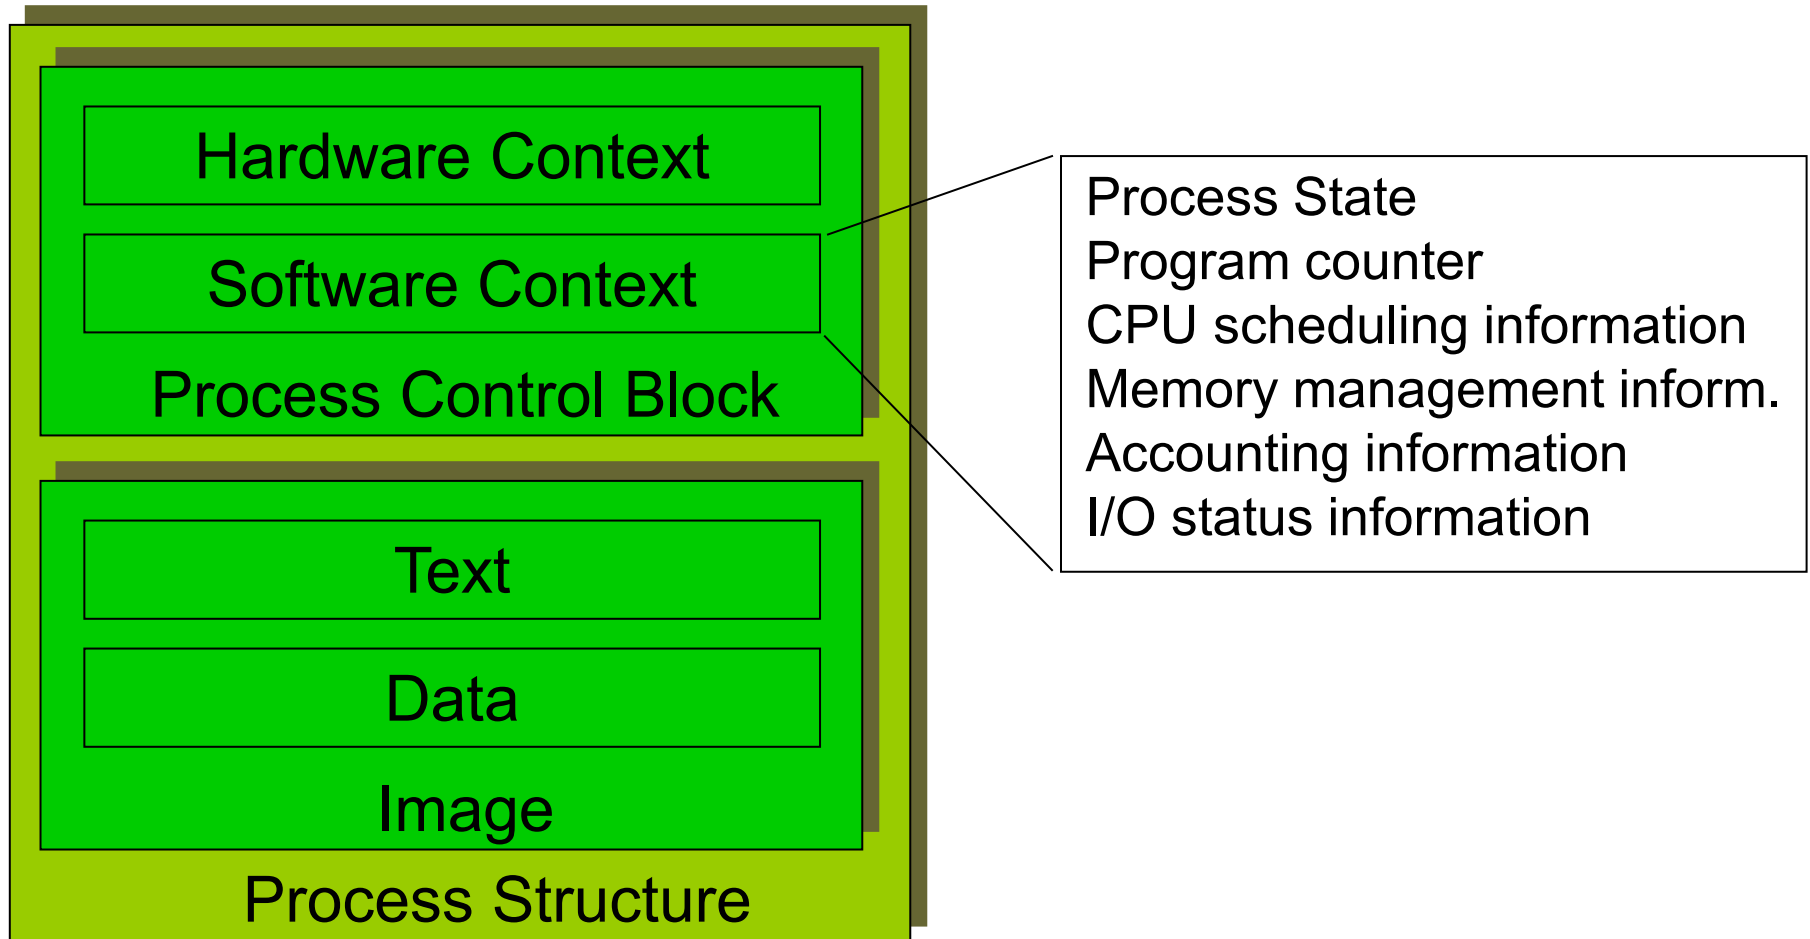 Hardware Context
Software Context
Process Control Block
Text
Data
Image
Process Structure
Process State
Program counter
CPU scheduling information
Memory management inform.
Accounting information
I/O status information